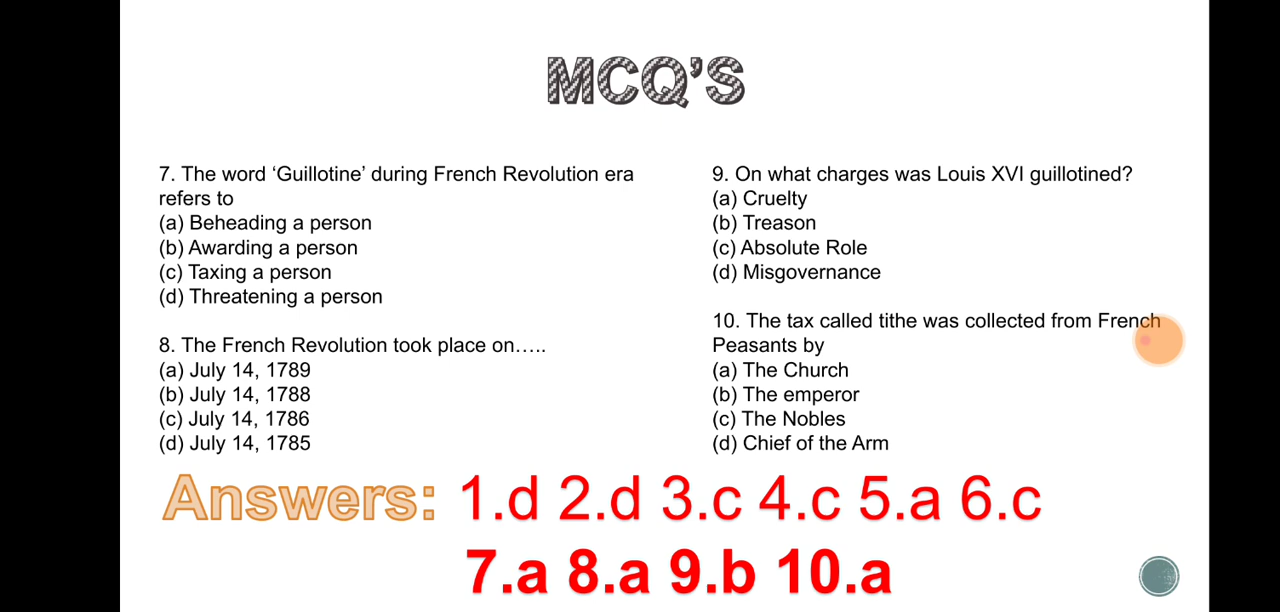 MCQ'S
7. The word ‘Guillotine’ during French Revolution era
refers to
(a) Beheading a person
(b) Awarding a person
(c) Taxing a person
(d) Threatening a person
8. The French Revolution took place on…..
(a) July 14, 1789
(b) July 14, 1788
(c) July 14, 1786
(d) July 14, 1785
9. On what charges was Louis XVI guillotined?
(a) Cruelty
(b) Treason
(c) Absolute Role
(d) Misgovernance
10. The tax called tithe was collected from French
Peasants by
(a) The Church
(b) The emperor
(c) The Nobles
(d) Chief of the Arm
Answers: 1.d 2.d 3.c 4.c 5.a 6.c
7.a 8.a 9.b 10.a